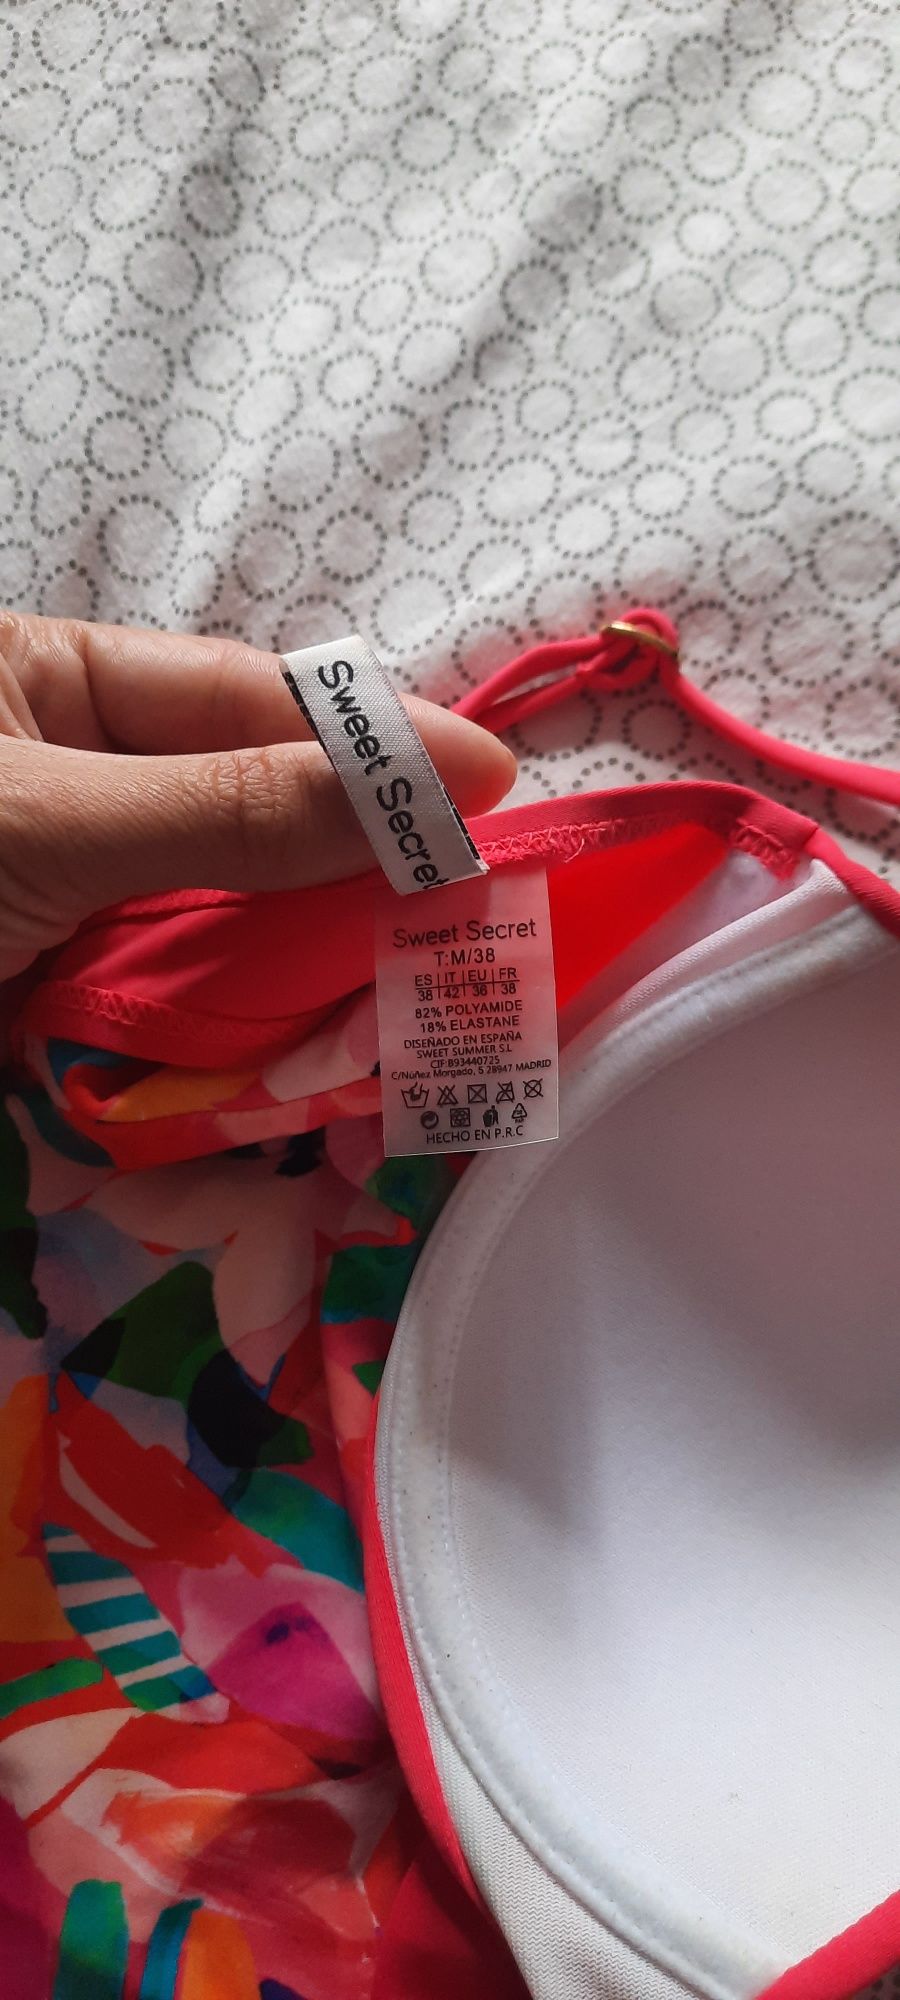 Sweet Secret
Sweet Secret
T:M/38
ES | IT | EU | FR
38 | 42 | 36 | 38
82% POLYAMIDE
18% ELASTANE
DISEÑADO EN ESPAÑA
SWEET SUMMER S.L
CIF:B93440725
C/Núñez Morgado, 5 28947 MADRID
HECHO EN P.R.C